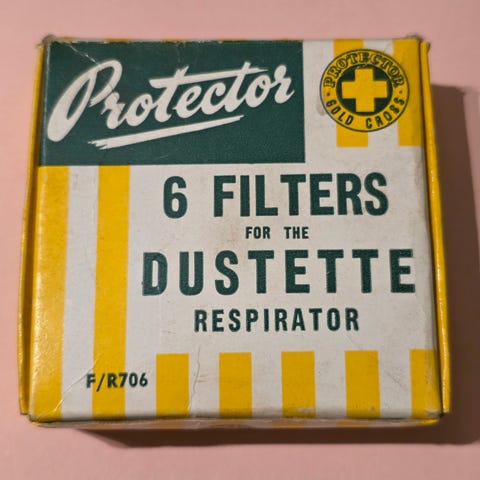 Protector
PROTECTOR
GOLD CROSS
6 FILTERS
FOR THE
DUSTETTE
RESPIRATOR
F/R706